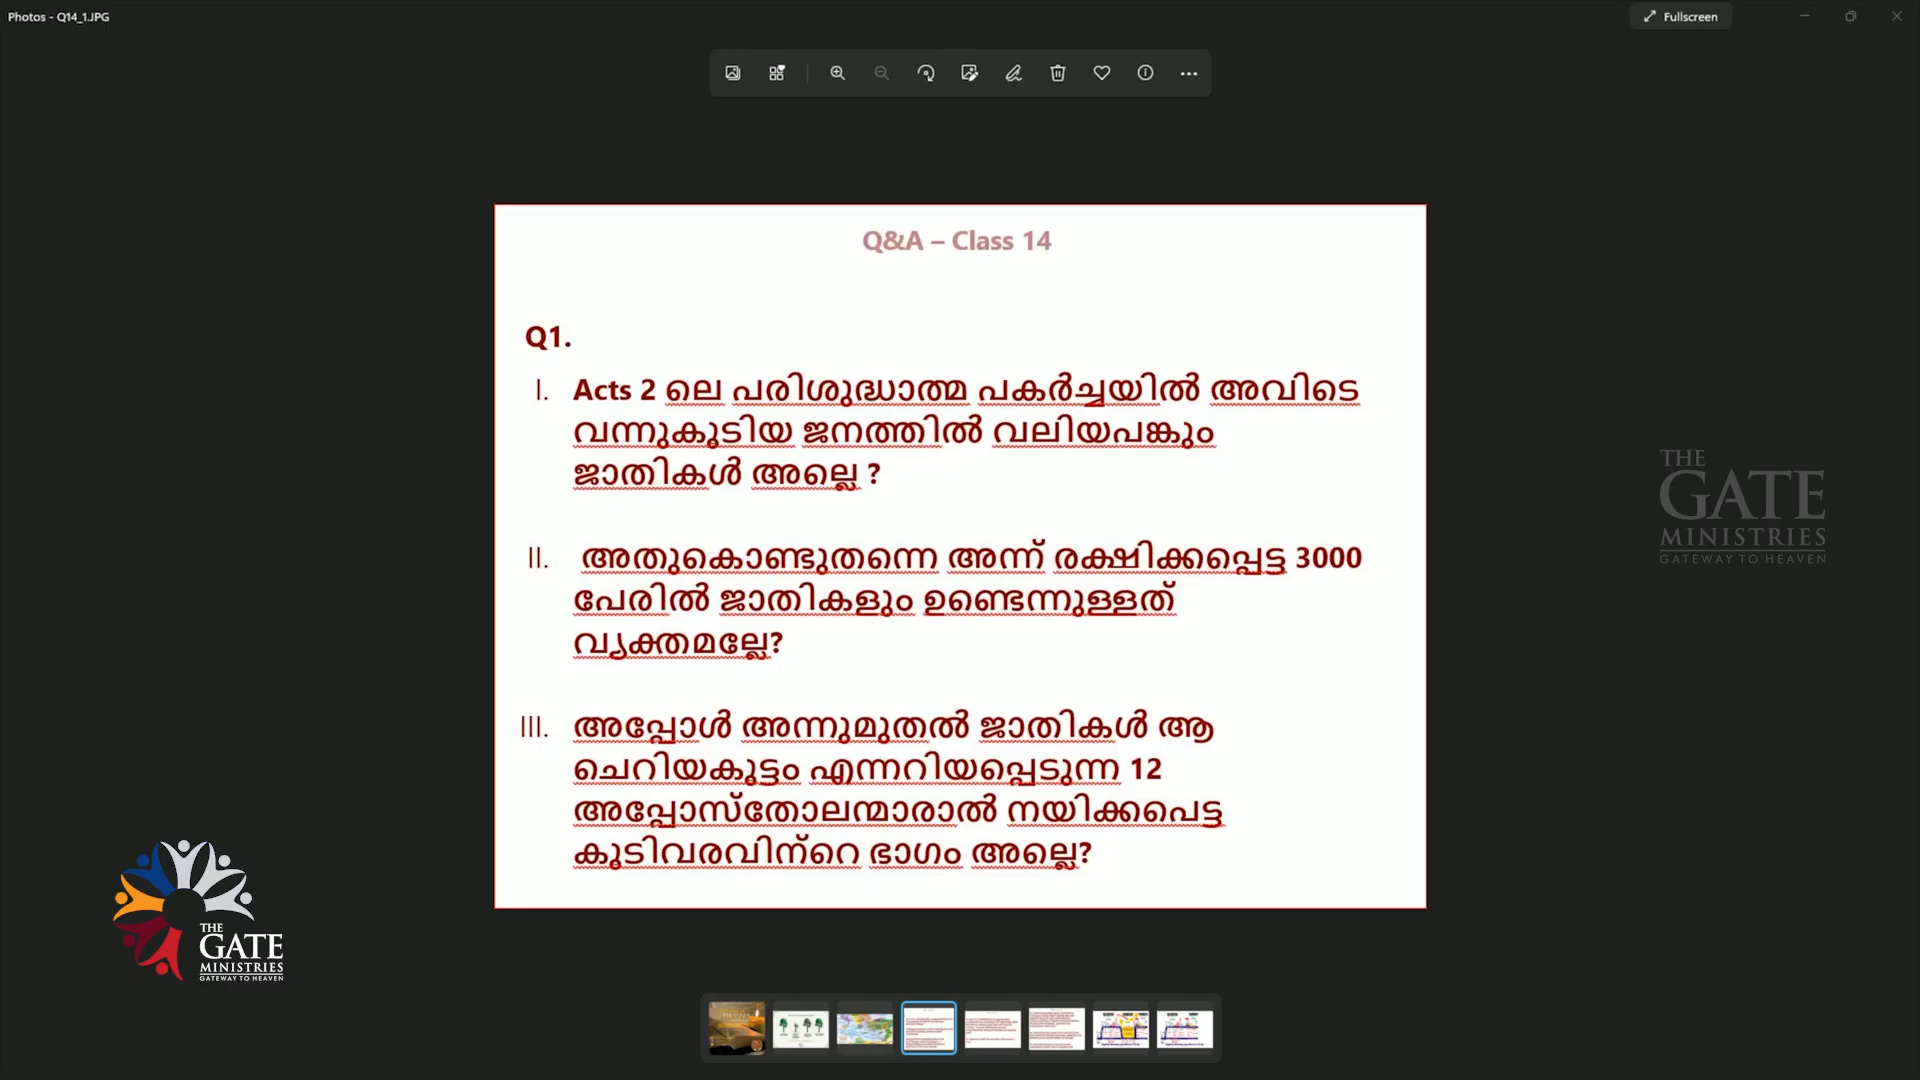 Photos - Q14_1.JPG
Fullscreen
Q&A – Class 14
Q1.
I. Acts 2 ലെ പരിശുദ്ധാത്മ പകർച്ചയിൽ അവിടെ
വന്നുകൂടിയ ജനത്തിൽ വലിയപങ്കും
ജാതികൾ അല്ലെ ?
II. അതുകൊണ്ടുതന്നെ അന്ന് രക്ഷിക്കപ്പെട്ട 3000
പേരിൽ ജാതികളും ഉണ്ടെന്നുള്ളത്
വ്യക്തമല്ലേ?
III. അപ്പോൾ അന്നുമുതൽ ജാതികൾ ആ
ചെറിയകൂട്ടം എന്നറിയപ്പെടുന്ന 12
അപ്പോസ്തോലന്മാരാൽ നയിക്കപെട്ട
കൂടിവരവിന്റെ ഭാഗം അല്ലെ?
THE
GATE
MINISTRIES
GATEWAY TO HEAVEN
THE
GATE
MINISTRIES
GATEWAY TO HEAVEN